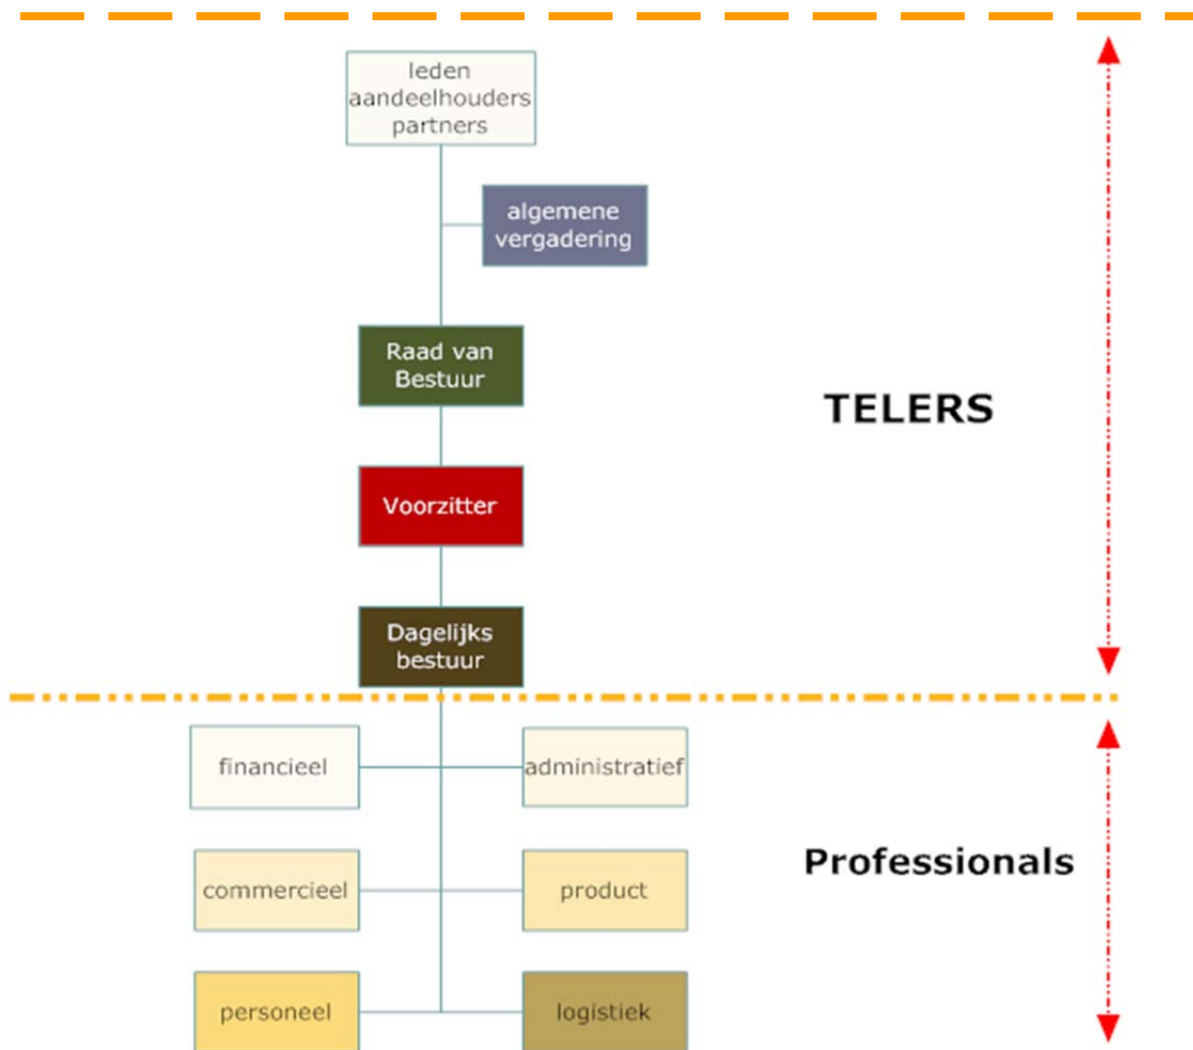 leden
aandeelhouders
partners
algemene
vergadering
Raad van
Bestuur
TELERS
Voorzitter
Dagelijks
bestuur
financieel
administratief
Professionals
commercieel
product
personeel
logistiek